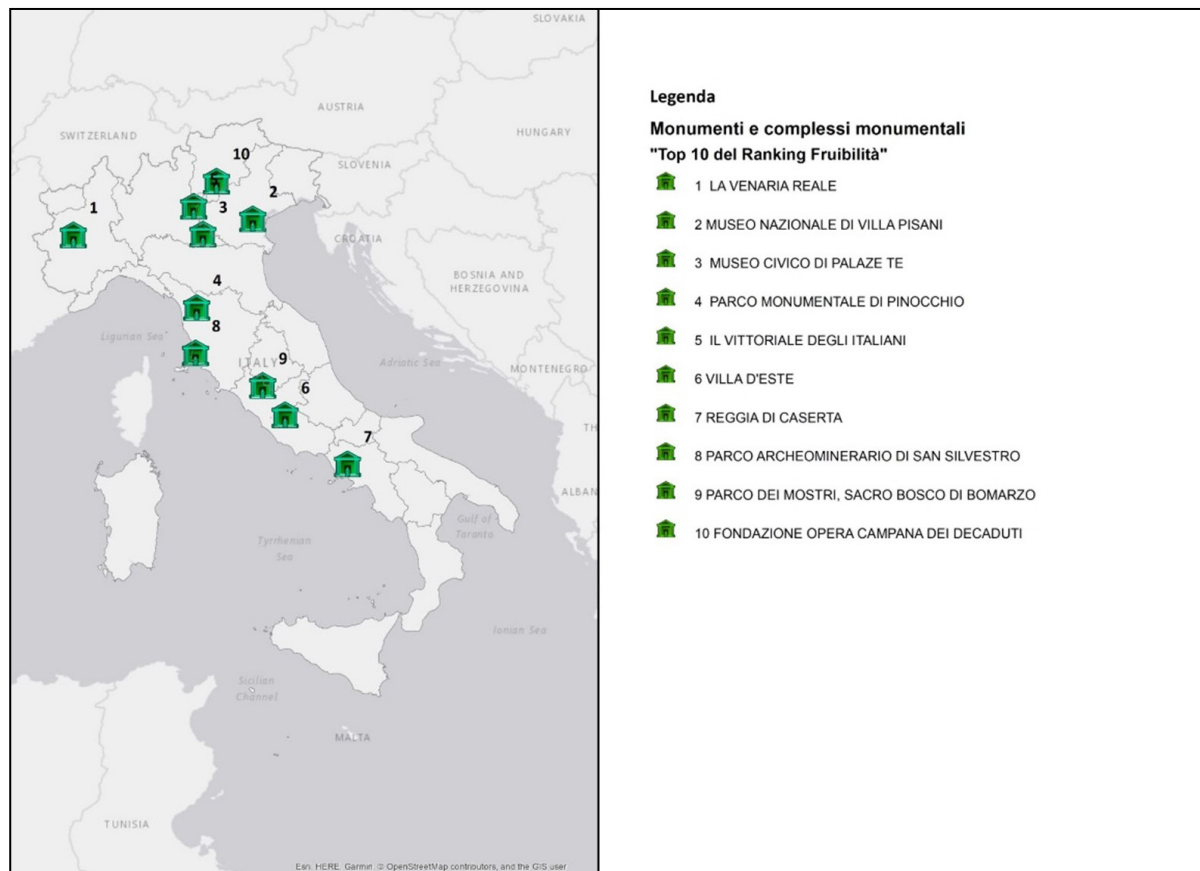 SLOVAKIA
AUSTRIA
SWITZERLAND
HUNGARY
10
SLOVENIA
5
2
1
3
CROATIA
BOSNIA AND
HERZEGOVINA
4
Ligurian Sea
8
ITALY
9
Adriatic Sea
MONTENEGRO
6
TH
7
ALBAN
Gulf of
Taranto
Tyrrhenian
Sea
Ionian Sea
Sicilian
Channel
MALTA
TUNISIA
Esri, HERE, Garmin, © OpenStreetMap contributors, and the GIS user
Legenda
Monumenti e complessi monumentali
"Top 10 del Ranking Fruibilità"
1 LA VENARIA REALE
2 MUSEO NAZIONALE DI VILLA PISANI
3 MUSEO CIVICO DI PALAZE TE
4 PARCO MONUMENTALE DI PINOCCHIO
5 IL VITTORIALE DEGLI ITALIANI
6 VILLA D'ESTE
7 REGGIA DI CASERTA
8 PARCO ARCHEOMINERARIO DI SAN SILVESTRO
9 PARCO DEI MOSTRI, SACRO BOSCO DI BOMARZO
10 FONDAZIONE OPERA CAMPANA DEI DECADUTI